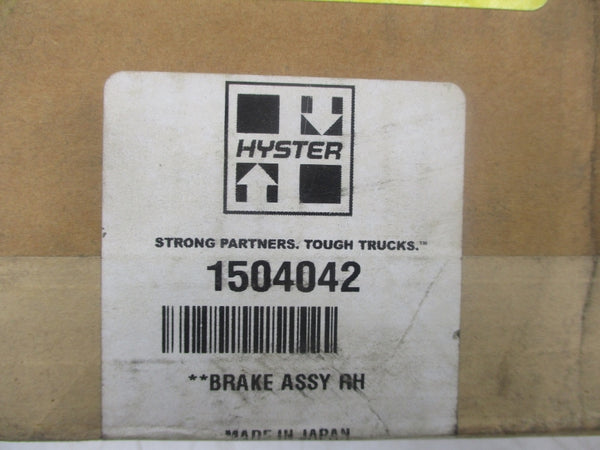 HYSTER
STRONG PARTNERS. TOUGH TRUCKS.™
1504042
**BRAKE ASSY RH
MADE IN JAPAN